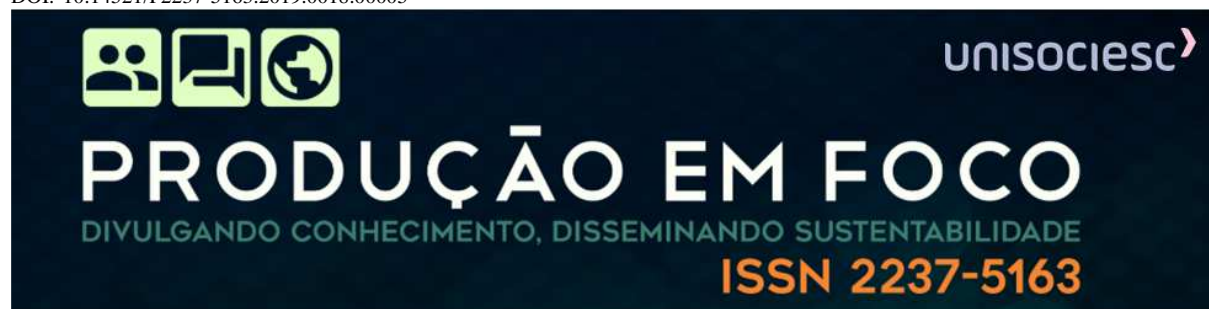 unisociesc
PRODUÇÃO EM FOCO
DIVULGANDO CONHECIMENTO, DISSEMINANDO SUSTENTABILIDADE
ISSN 2237-5163